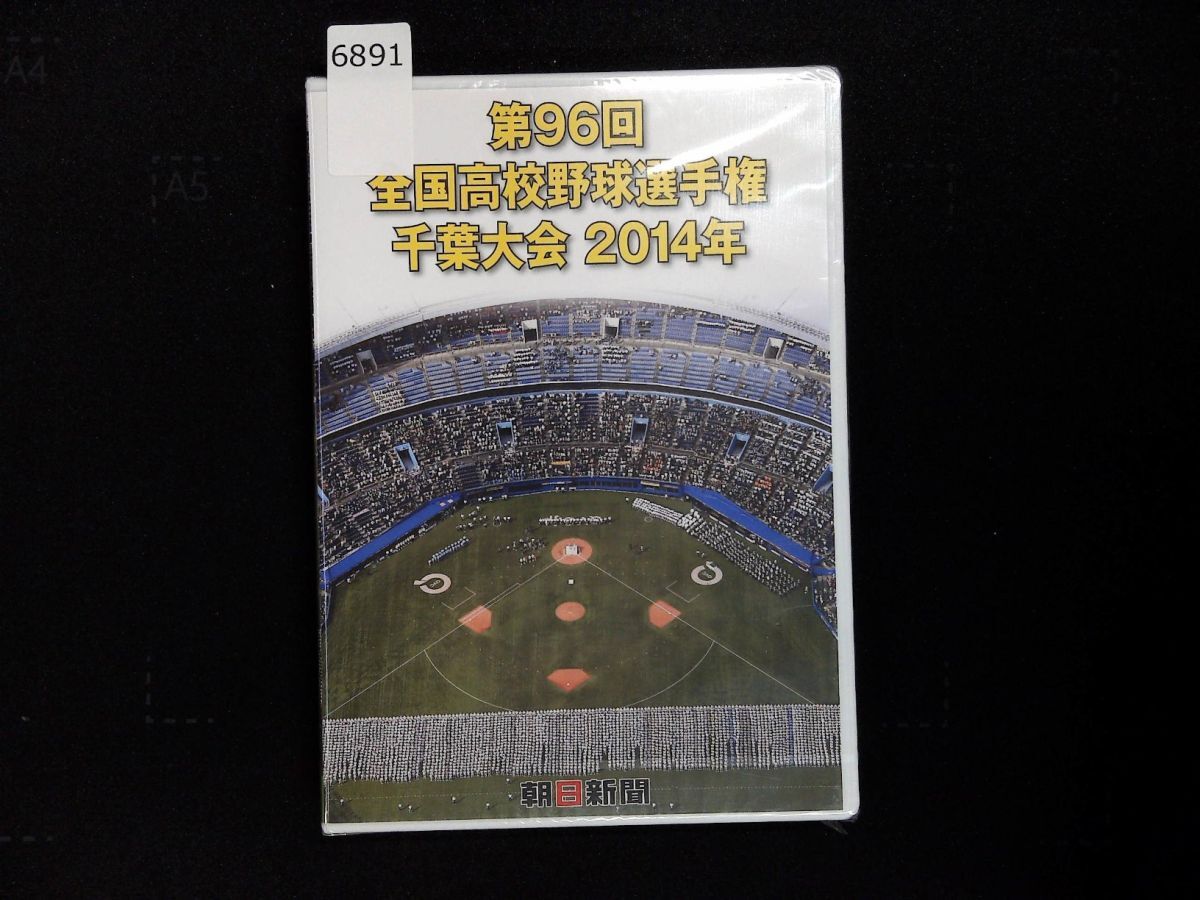 6891
A4
A5
第96回
全国高校野球選手権
千葉大会 2014年
朝日新聞